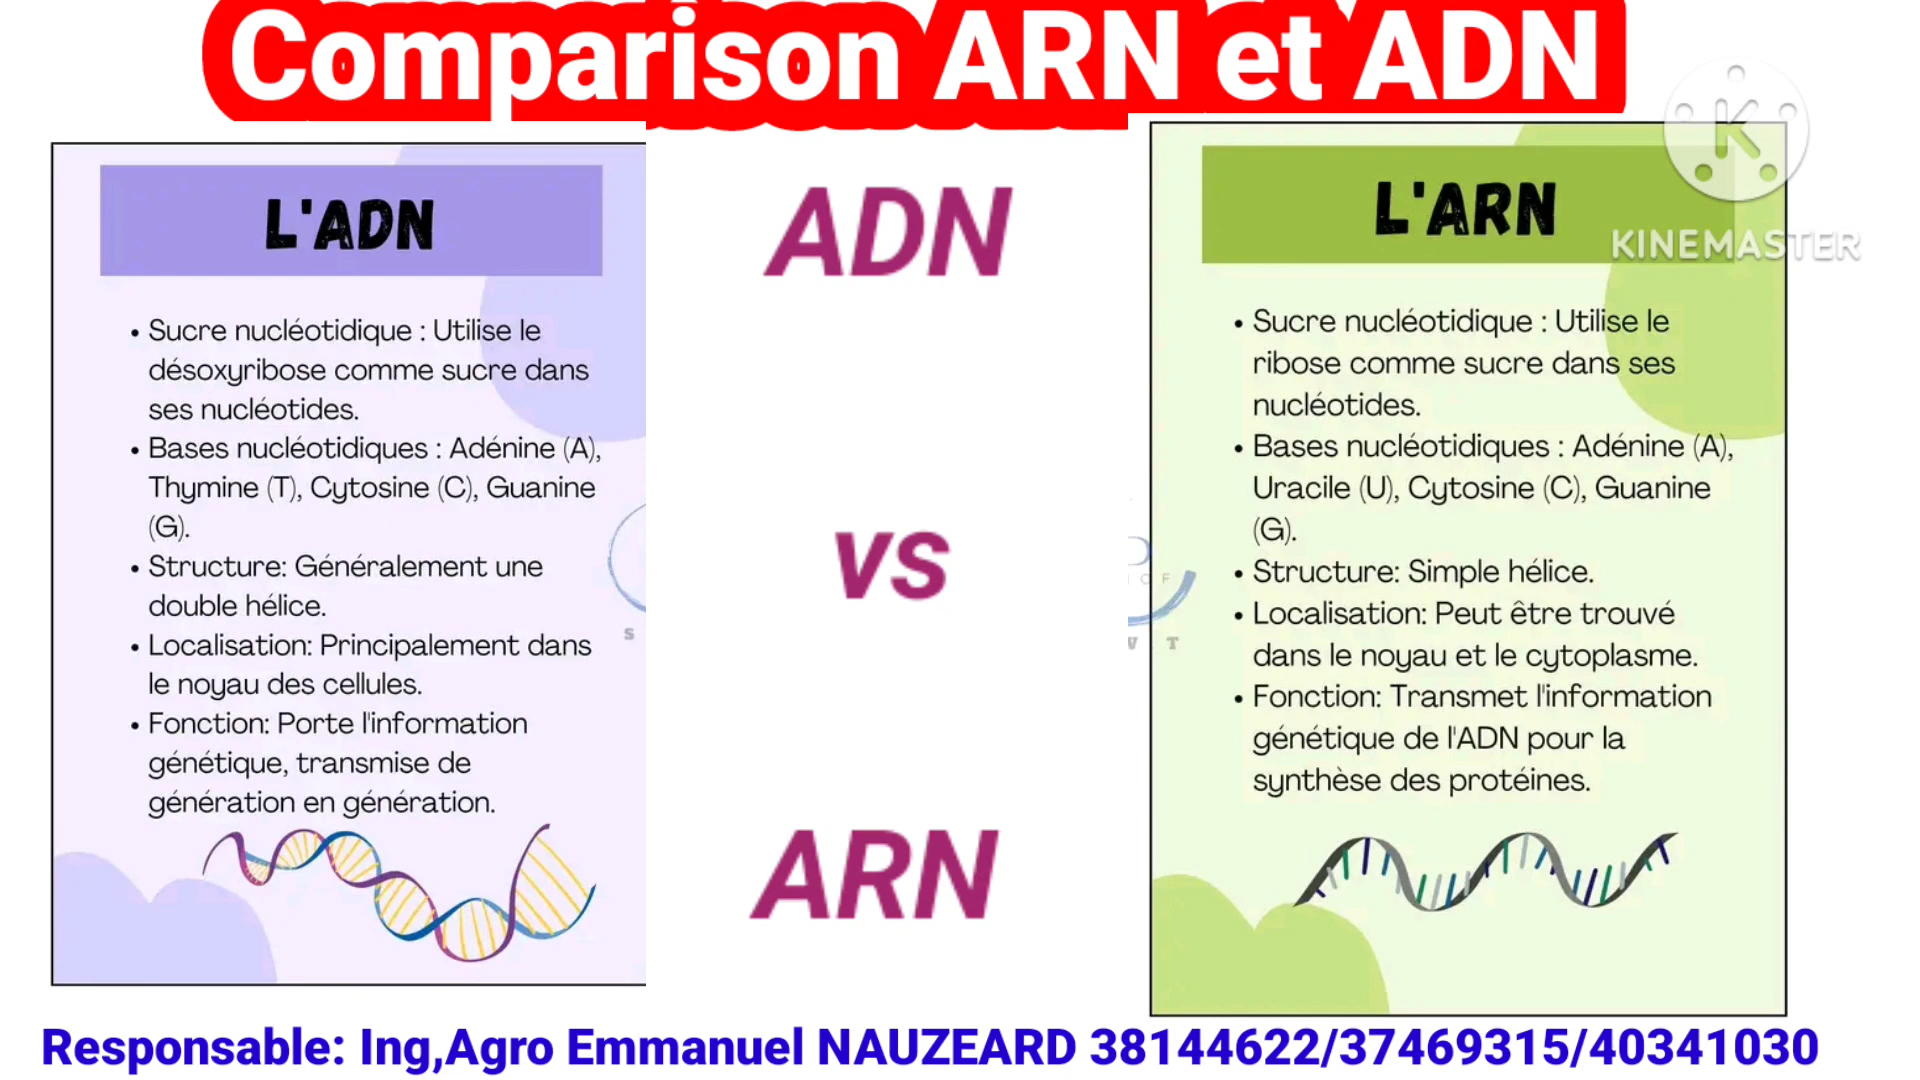 Comparison ARN et ADN
L'ADN
• Sucre nucléotidique : Utilise le
désoxyribose comme sucre dans
ses nucléotides.
• Bases nucléotidiques : Adénine (A),
Thymine (T), Cytosine (C), Guanine
(G).
• Structure: Généralement une
double hélice.
• Localisation: Principalement dans
le noyau des cellules.
• Fonction: Porte l'information
génétique, transmise de
génération en génération.
S
ADN
vs
ARN
L'ARN
K
KINEMASTER
• Sucre nucléotidique : Utilise le
ribose comme sucre dans ses
nucléotides.
• Bases nucléotidiques : Adénine (A),
Uracile (U), Cytosine (C), Guanine
(G).
• Structure: Simple hélice.
• Localisation: Peut être trouvé
dans le noyau et le cytoplasme.
• Fonction: Transmet l'information
génétique de l'ADN pour la
synthèse des protéines.
Responsable: Ing,Agro Emmanuel NAUZEARD 38144622/37469315/40341030